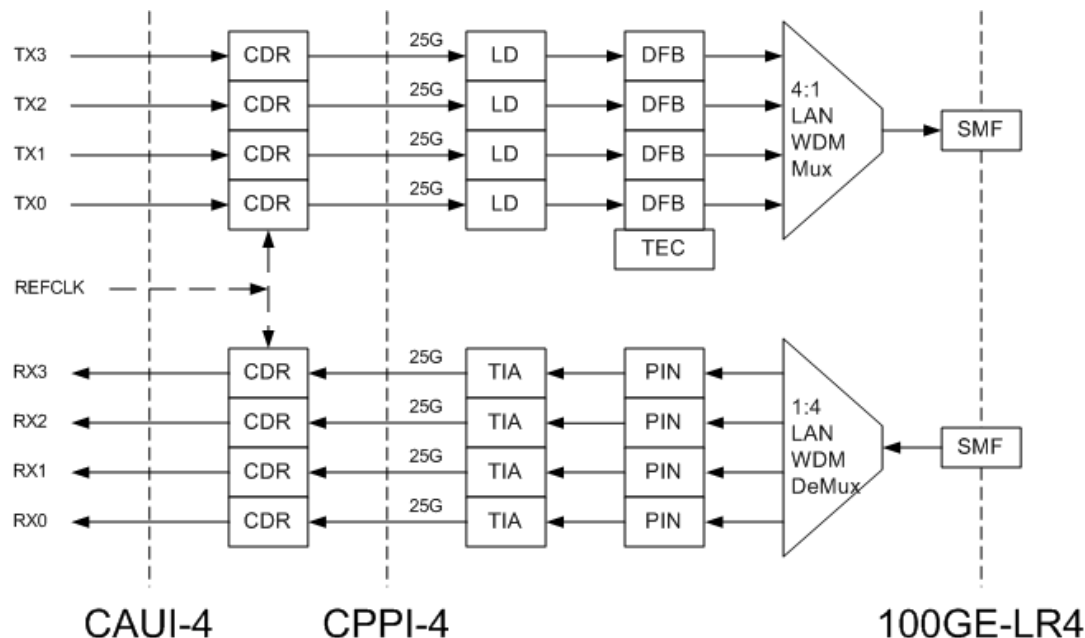 TX3 CDR 25G LD DFB
TX2 CDR 25G LD DFB
TX1 CDR 25G LD DFB
TX0 CDR 25G LD DFB
4:1
LAN
WDM
Mux
SMF
TEC
REFCLK
RX3 CDR 25G TIA PIN
RX2 CDR 25G TIA PIN
RX1 CDR 25G TIA PIN
RX0 CDR 25G TIA PIN
1:4
LAN
WDM
DeMux
SMF
CAUI-4 CPPI-4 100GE-LR4